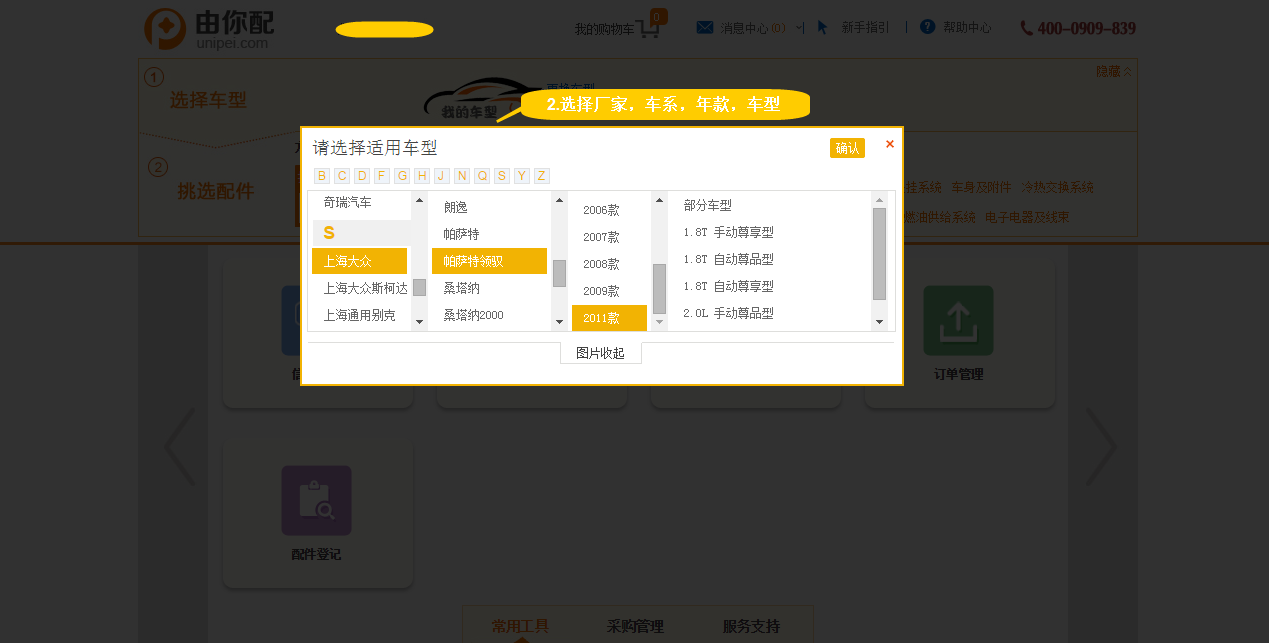 由你配
unipei.com
我的购物车 0
消息中心(0)
新手指引
帮助中心
400-0909-839
1
选择车型
我的车型
更换车型
隐藏
2.选择厂家，车系，年款，车型
2
挑选配件
请选择适用车型
确认
×
B C D F G H J N Q S Y Z
奇瑞汽车
S
上海大众
上海大众斯柯达
上海通用别克
朗逸
帕萨特
帕萨特领驭
桑塔纳
桑塔纳2000
2006款
2007款
2008款
2009款
2011款
部分车型
1.8T 手动尊享型
1.8T 自动尊品型
1.8T 自动尊享型
2.0L 手动尊品型
图片收起
挂系统 车身及附件 冷热交换系统
燃油供给系统 电子电器及线束
订单管理
配件登记
常用工具
采购管理
服务支持